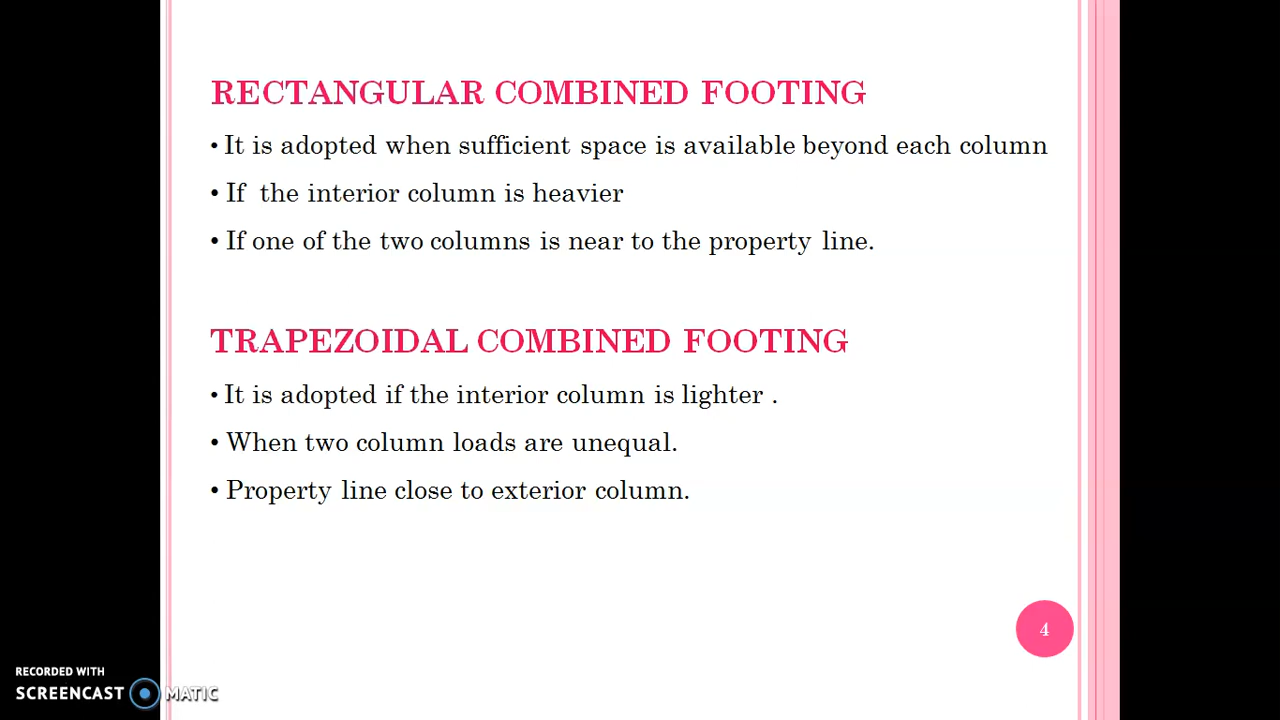 RECTANGULAR COMBINED FOOTING
• It is adopted when sufficient space is available beyond each column
• If the interior column is heavier
• If one of the two columns is near to the property line.
TRAPEZOIDAL COMBINED FOOTING
• It is adopted if the interior column is lighter .
• When two column loads are unequal.
• Property line close to exterior column.
4
RECORDED WITH
SCREENCAST MATIC